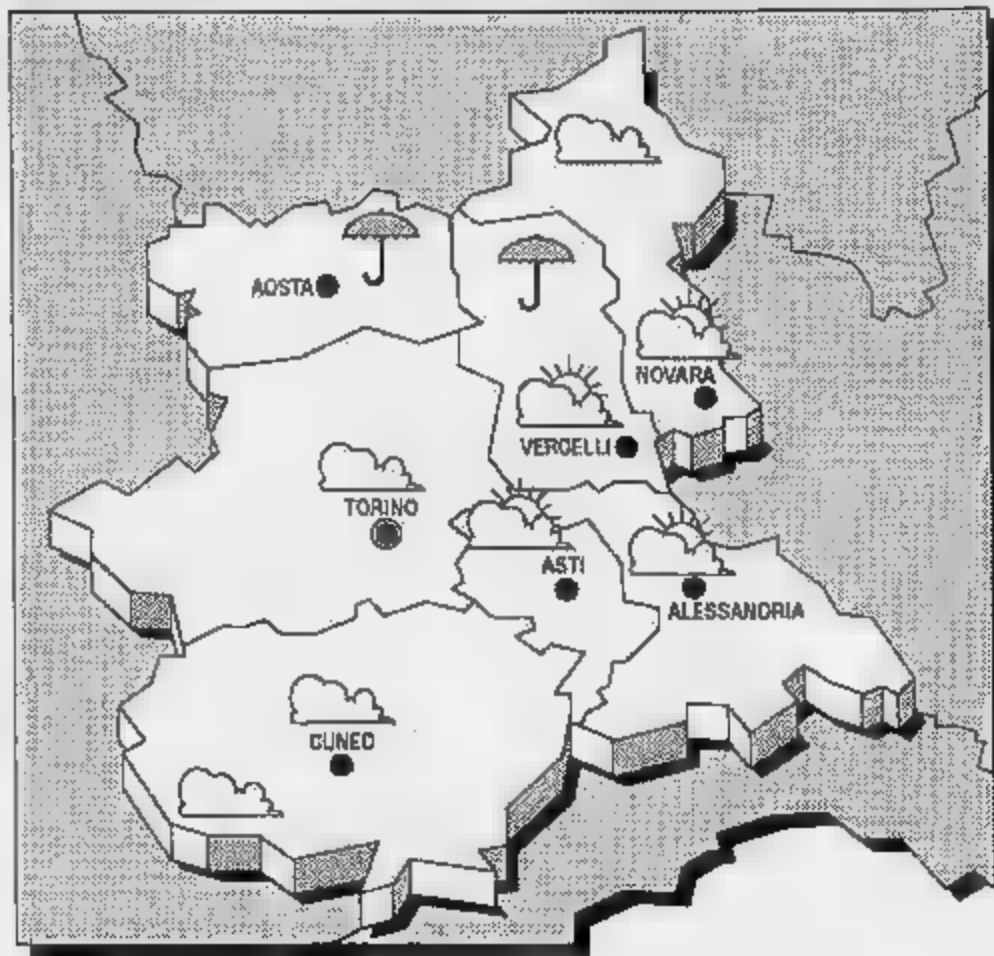 AOSTA
NOVARA
VERCELLI
TORINO
ASTI
ALESSANDRIA
CUNEO